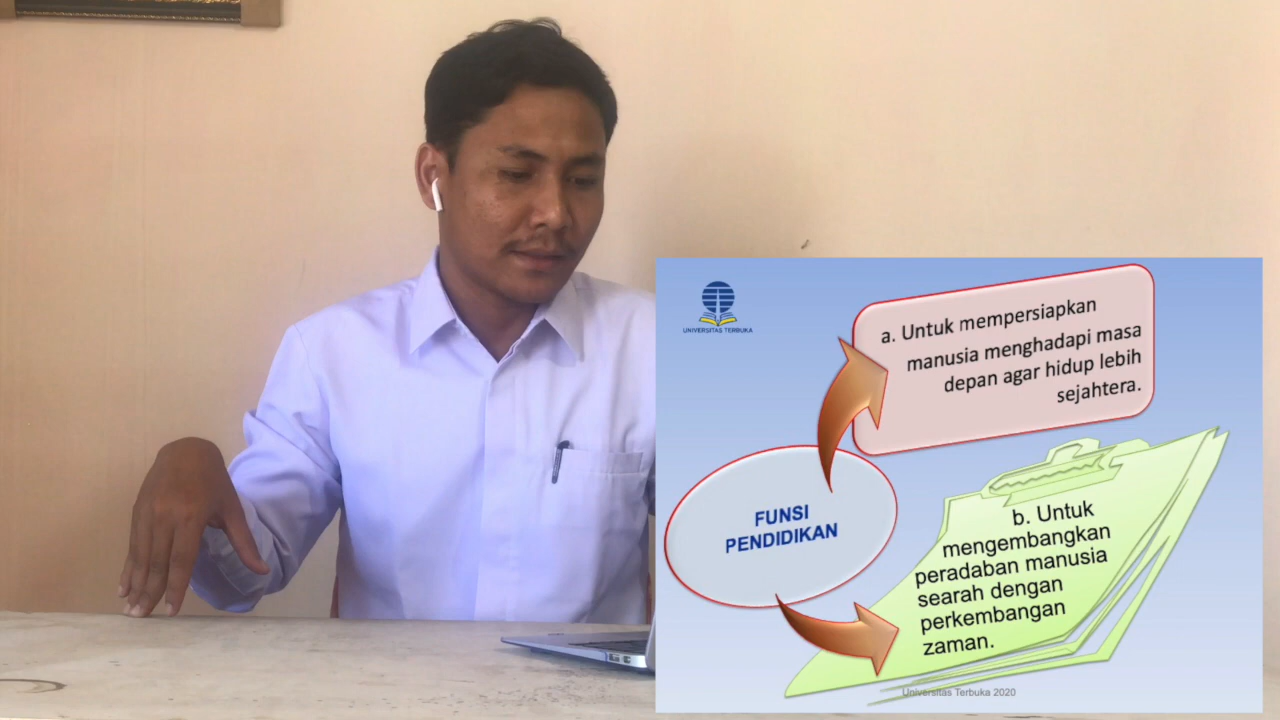 UNIVERSITAS TERBUKA
a. Untuk mempersiapkan
manusia menghadapi masa
depan agar hidup lebih
sejahtera.
FUNSI
PENDIDIKAN
b. Untuk
mengembangkan
peradaban manusia
searah dengan
perkembangan
zaman.
Universitas Terbuka 2020